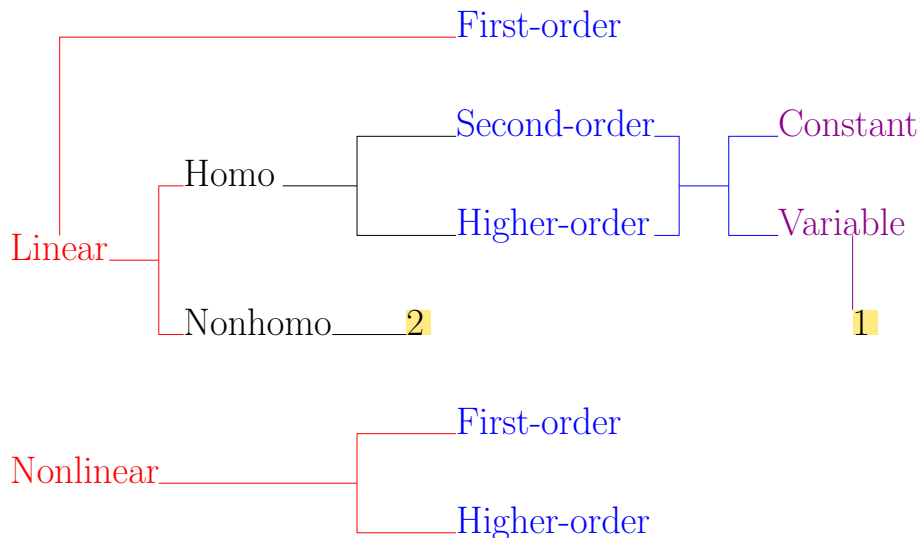 First-order
Second-order
Constant
Homo
Higher-order
Variable
Linear
Nonhomo
2
1
First-order
Nonlinear
Higher-order